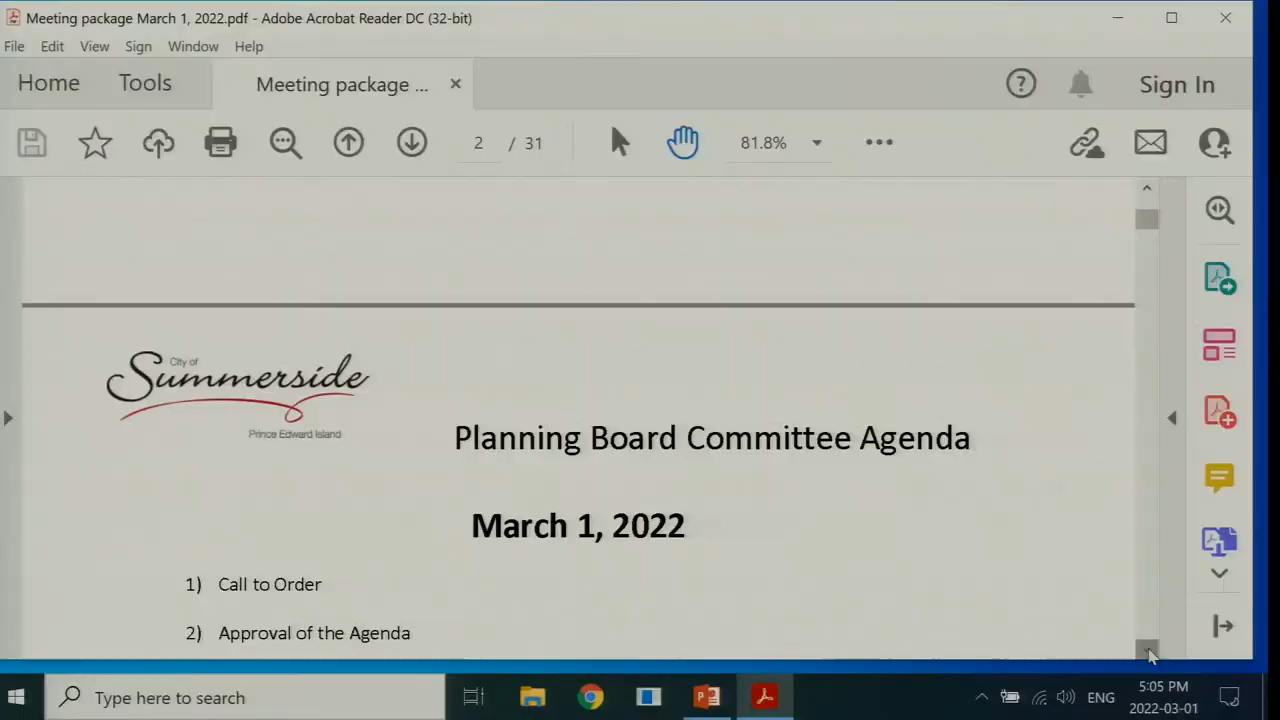 Meeting package March 1, 2022.pdf - Adobe Acrobat Reader DC (32-bit)
File Edit View Sign Window Help
Home Tools Meeting package ... × Sign In
2 / 31 81.8%
City of
Summerside
Prince Edward Island
Planning Board Committee Agenda
March 1, 2022
1) Call to Order
2) Approval of the Agenda
Type here to search
ENG
5:05 PM
2022-03-01